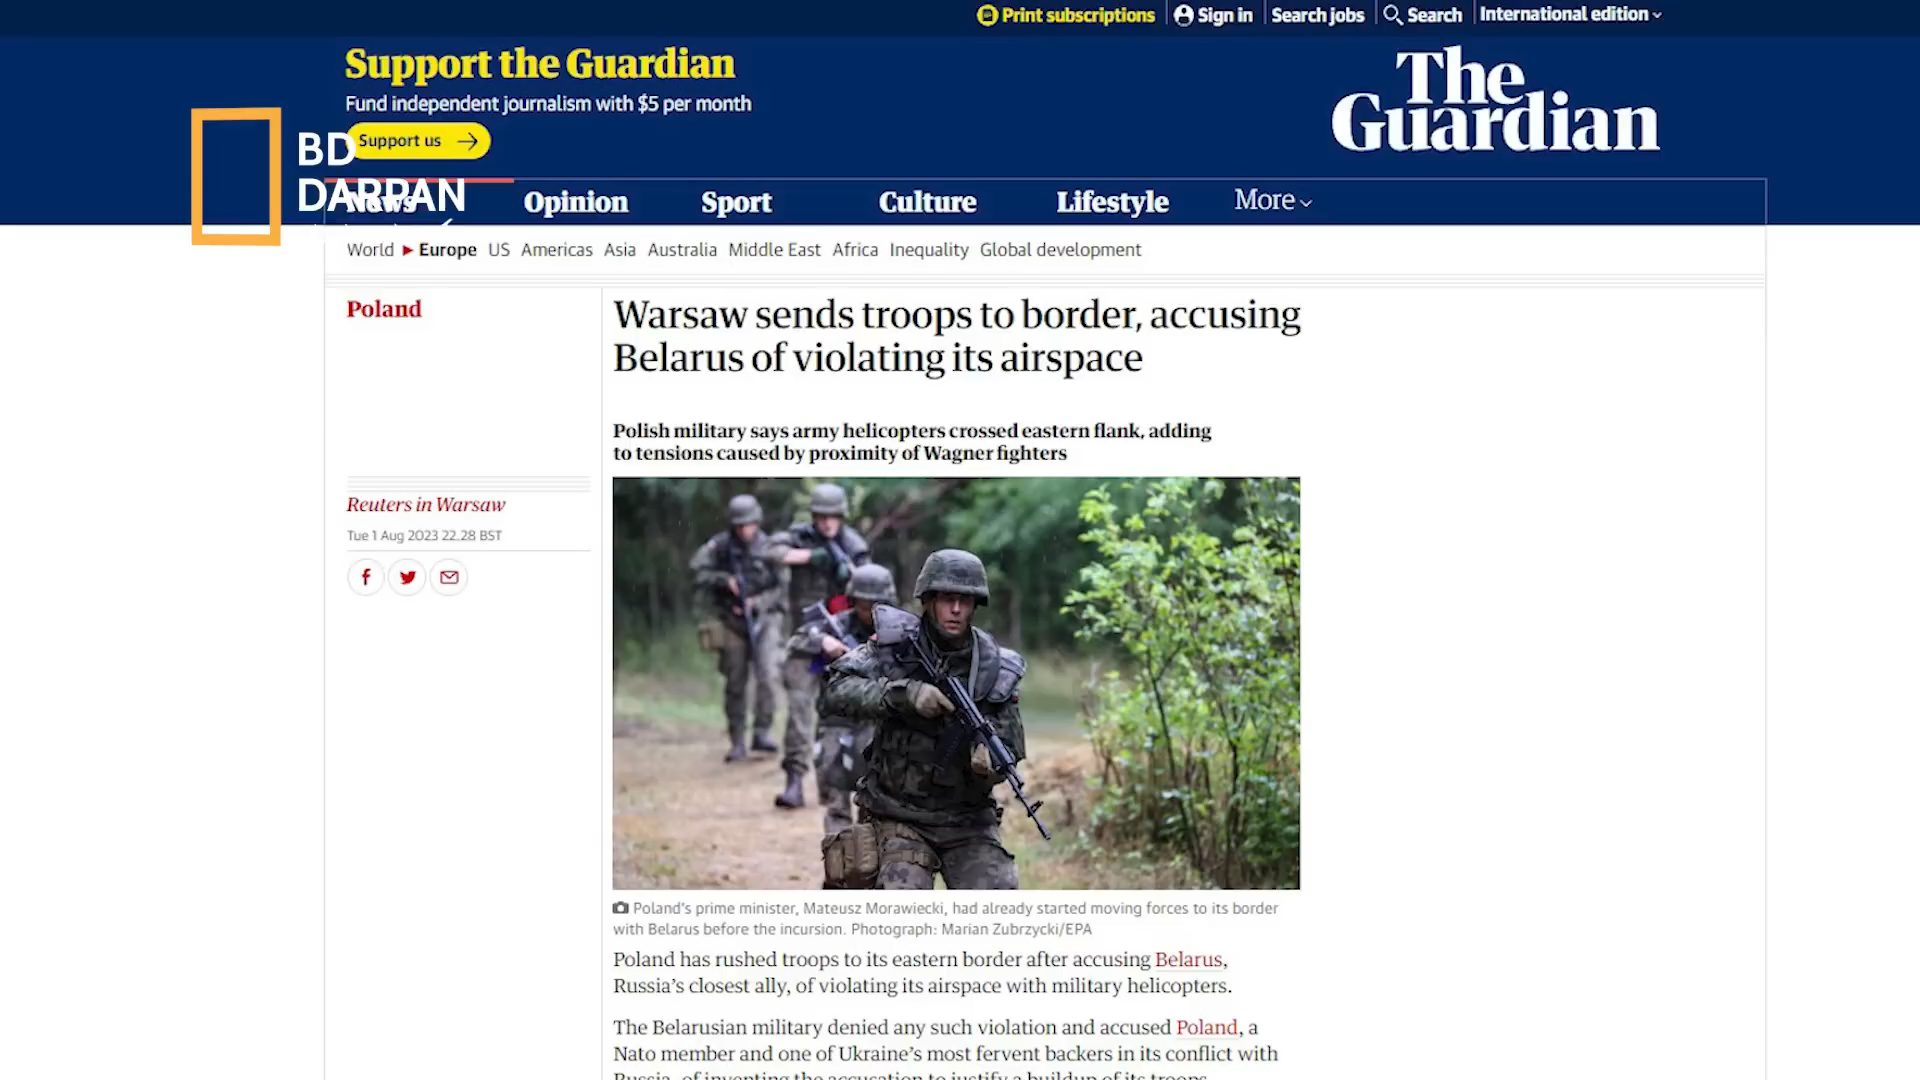 Print subscriptions
Sign in
Search jobs
Search
International edition
Support the Guardian
Fund independent journalism with $5 per month
Support us
The
Guardian
BD
DARPAN
News
Opinion
Sport
Culture
Lifestyle
More
World
Europe
US
Americas
Asia
Australia
Middle East
Africa
Inequality
Global development
Poland
Warsaw sends troops to border, accusing
Belarus of violating its airspace
Polish military says army helicopters crossed eastern flank, adding
to tensions caused by proximity of Wagner fighters
Reuters in Warsaw
Tue 1 Aug 2023 22.28 BST
Poland's prime minister, Mateusz Morawiecki, had already started moving forces to its border
with Belarus before the incursion. Photograph: Marian Zubrzycki/EPA
Poland has rushed troops to its eastern border after accusing Belarus,
Russia's closest ally, of violating its airspace with military helicopters.
The Belarusian military denied any such violation and accused Poland, a
Nato member and one of Ukraine's most fervent backers in its conflict with
Russia, of inventing the accusation to justify a buildup of its troops.